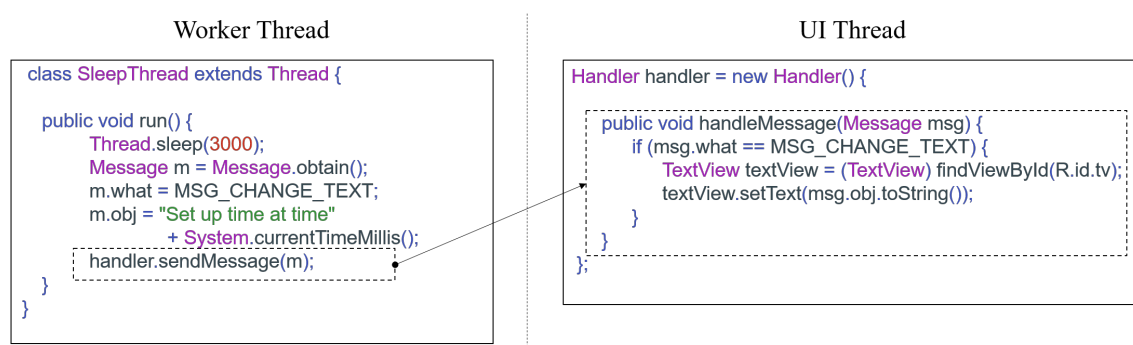 Worker Thread
class SleepThread extends Thread {
public void run() {
Thread.sleep(3000);
Message m = Message.obtain();
m.what = MSG_CHANGE_TEXT;
m.obj = "Set up time at time"
+ System.currentTimeMillis();
handler.sendMessage(m);
}
}
UI Thread
Handler handler = new Handler() {
public void handleMessage(Message msg) {
if (msg.what == MSG_CHANGE_TEXT) {
TextView textView = (TextView) findViewById(R.id.tv);
textView.setText(msg.obj.toString());
}
}
};